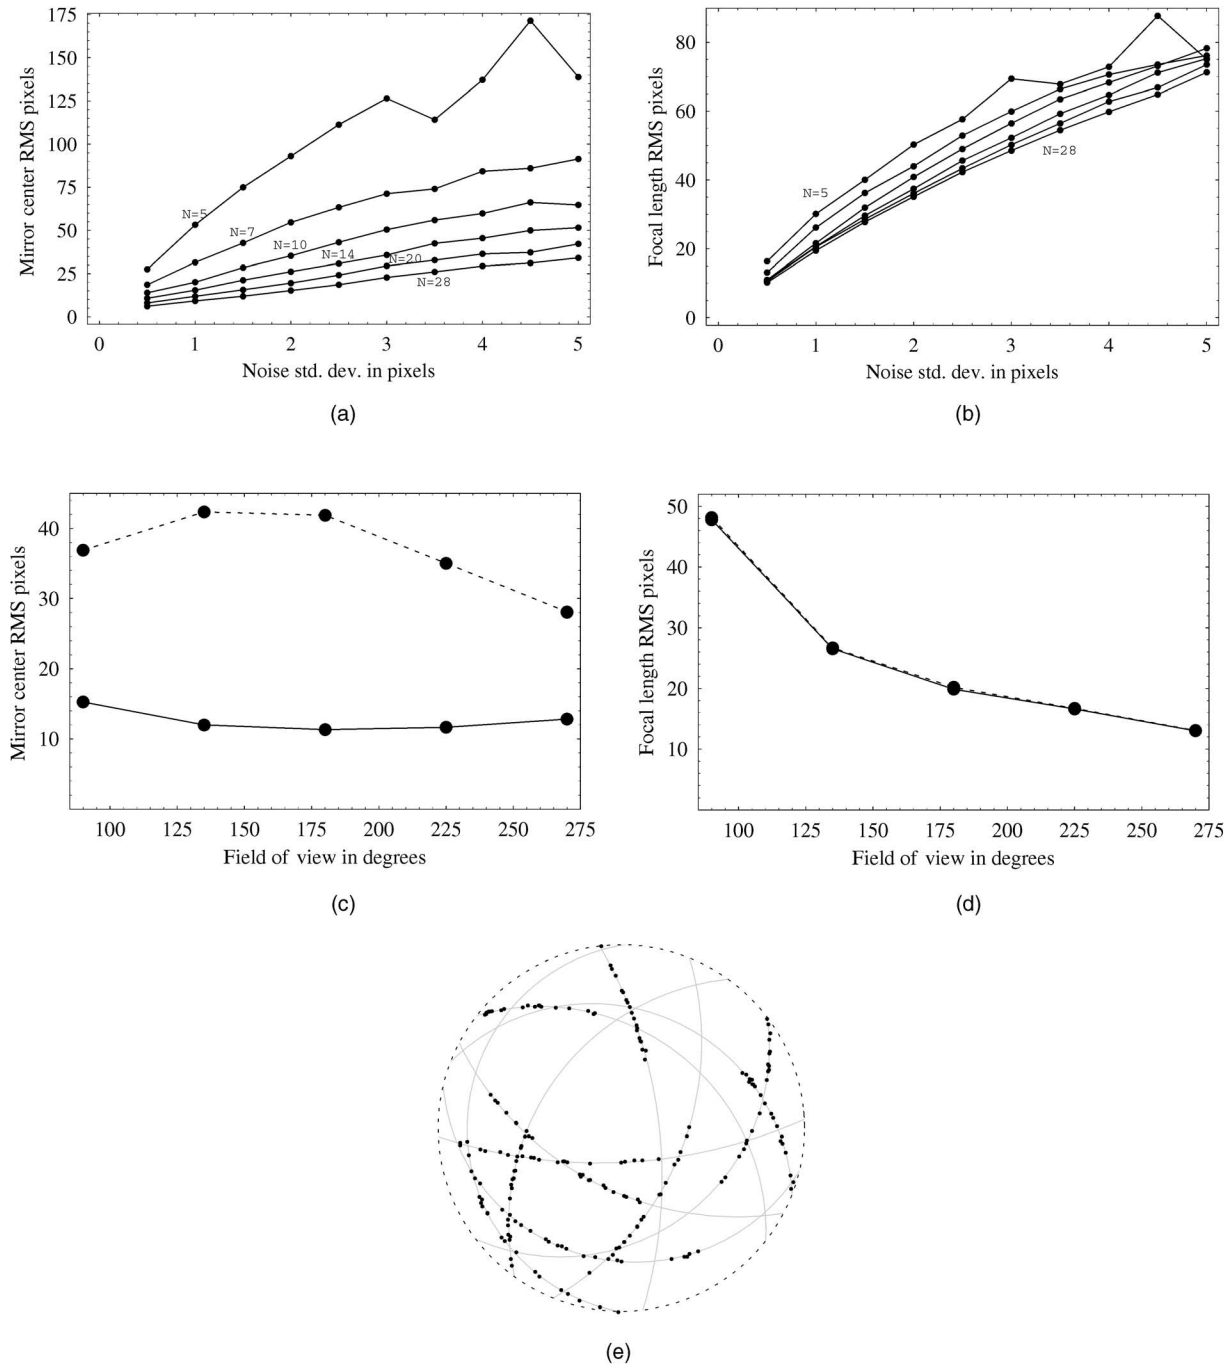 175
150
125
100
75
50
25
0
Mirror center RMS pixels
N=5
N=7
N=10
N=14
N=20
N=28
0 1 2 3 4 5
Noise std. dev. in pixels
(a)
80
60
40
20
0
Focal length RMS pixels
N=5
N=28
0 1 2 3 4 5
Noise std. dev. in pixels
(b)
40
30
20
10
Mirror center RMS pixels
100 125 150 175 200 225 250 275
Field of view in degrees
(c)
50
40
30
20
10
Focal length RMS pixels
100 125 150 175 200 225 250 275
Field of view in degrees
(d)
(e)